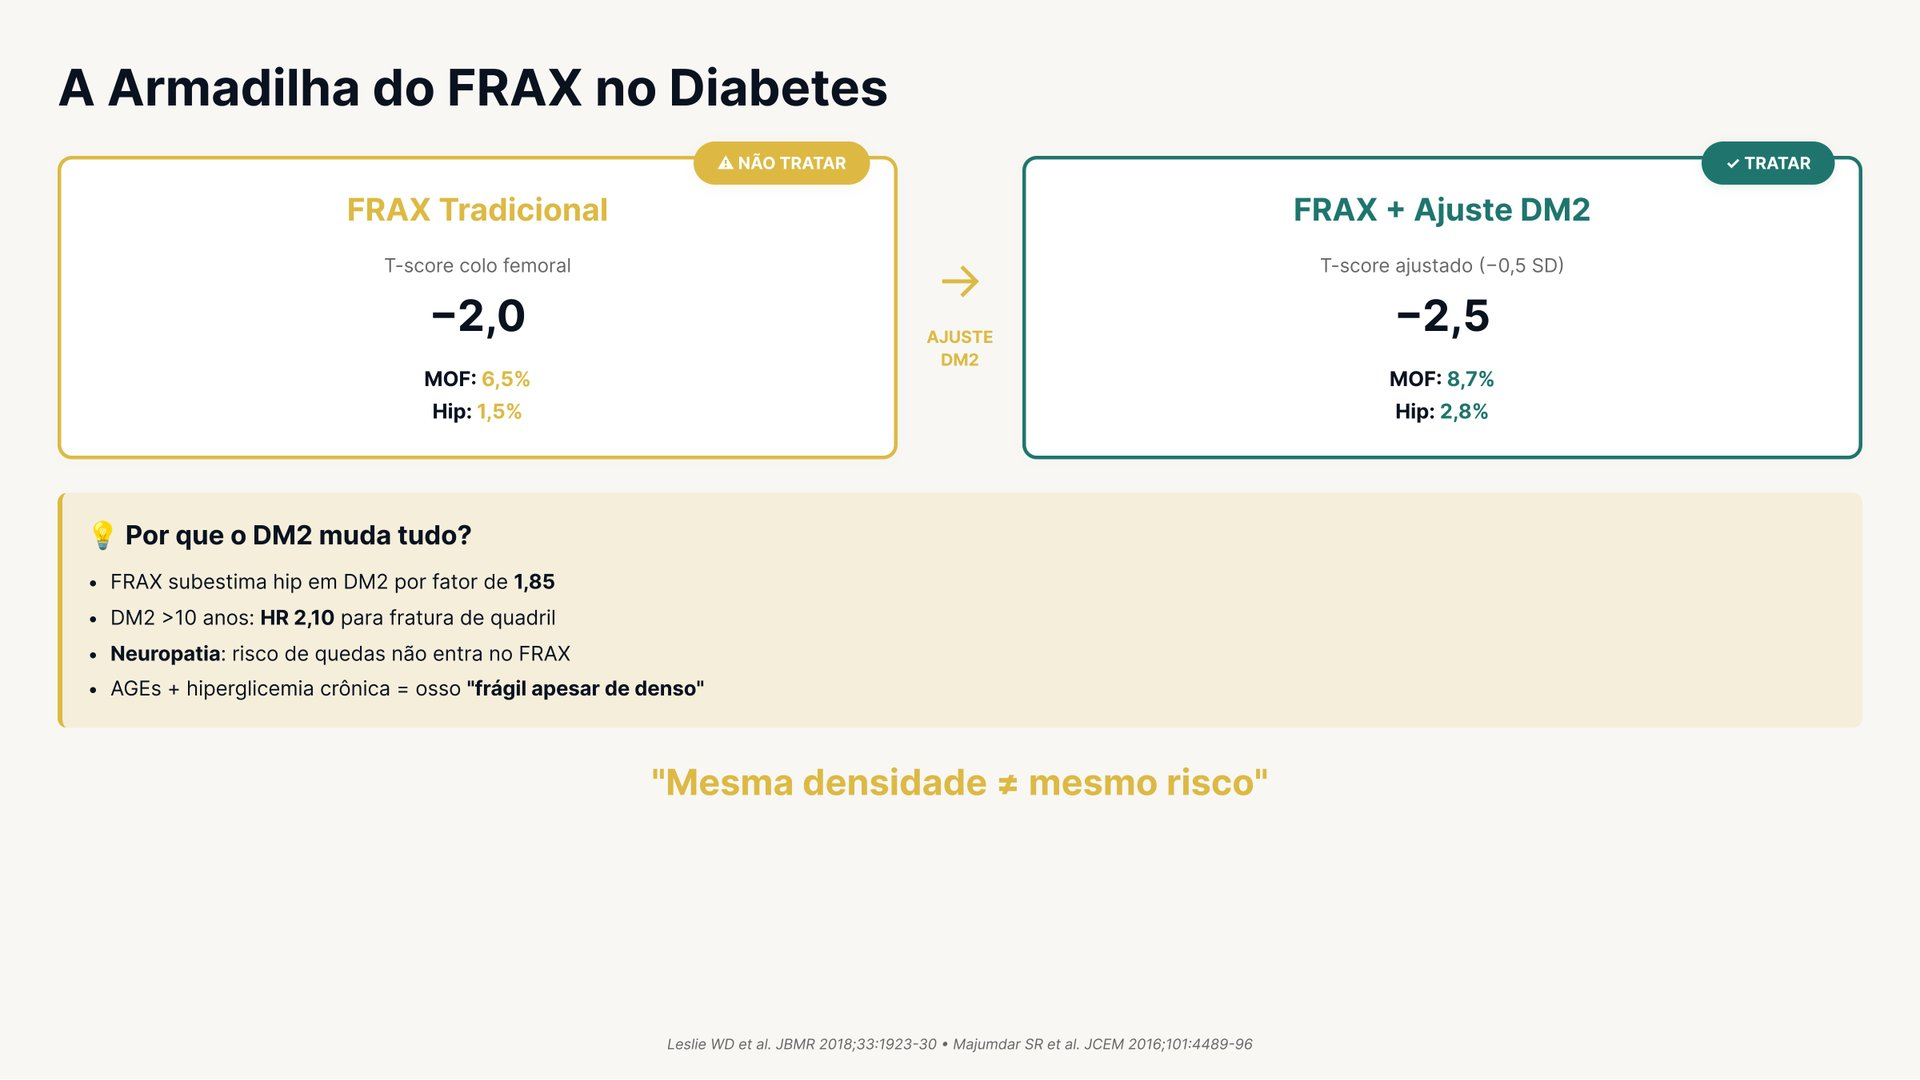 A Armadilha do FRAX no Diabetes
⚠ NÃO TRATAR
FRAX Tradicional
T-score colo femoral
−2,0
MOF: 6,5%
Hip: 1,5%
→
AJUSTE
DM2
✓ TRATAR
FRAX + Ajuste DM2
T-score ajustado (−0,5 SD)
−2,5
MOF: 8,7%
Hip: 2,8%
💡 Por que o DM2 muda tudo?
• FRAX subestima hip em DM2 por fator de 1,85
• DM2 >10 anos: HR 2,10 para fratura de quadril
• Neuropatia: risco de quedas não entra no FRAX
• AGEs + hiperglicemia crônica = osso "frágil apesar de denso"
"Mesma densidade ≠ mesmo risco"
Leslie WD et al. JBMR 2018;33:1923-30 • Majumdar SR et al. JCEM 2016;101:4489-96